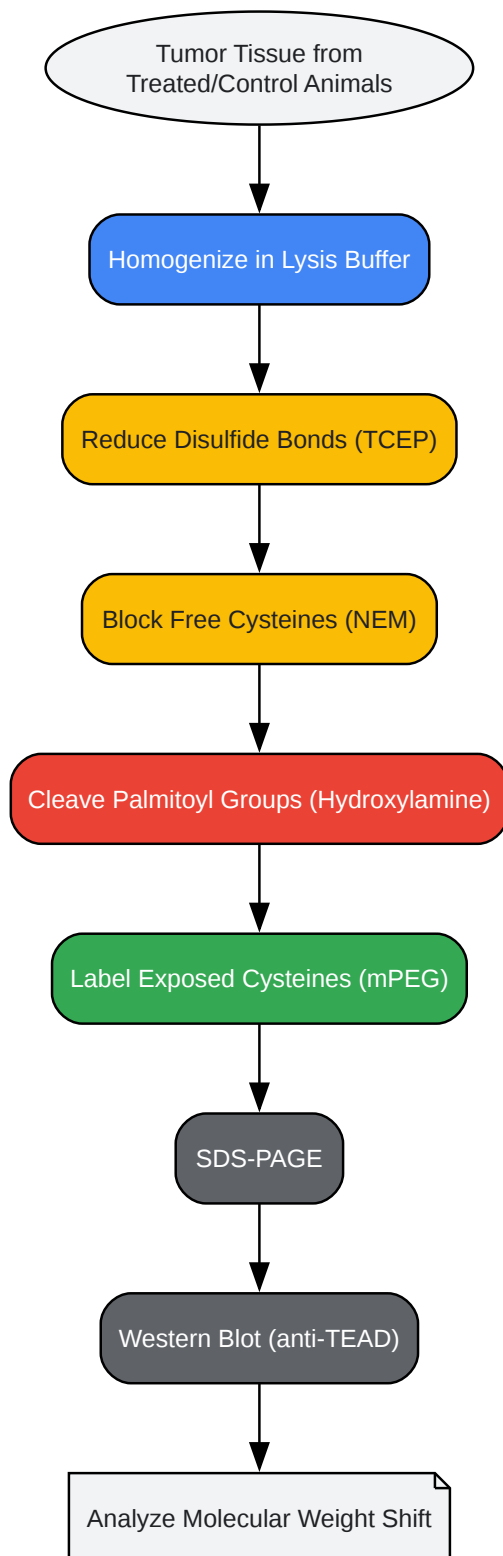 Tumor Tissue from
Treated/Control Animals
Homogenize in Lysis Buffer
Reduce Disulfide Bonds (TCEP)
Block Free Cysteines (NEM)
Cleave Palmitoyl Groups (Hydroxylamine)
Label Exposed Cysteines (mPEG)
SDS-PAGE
Western Blot (anti-TEAD)
Analyze Molecular Weight Shift